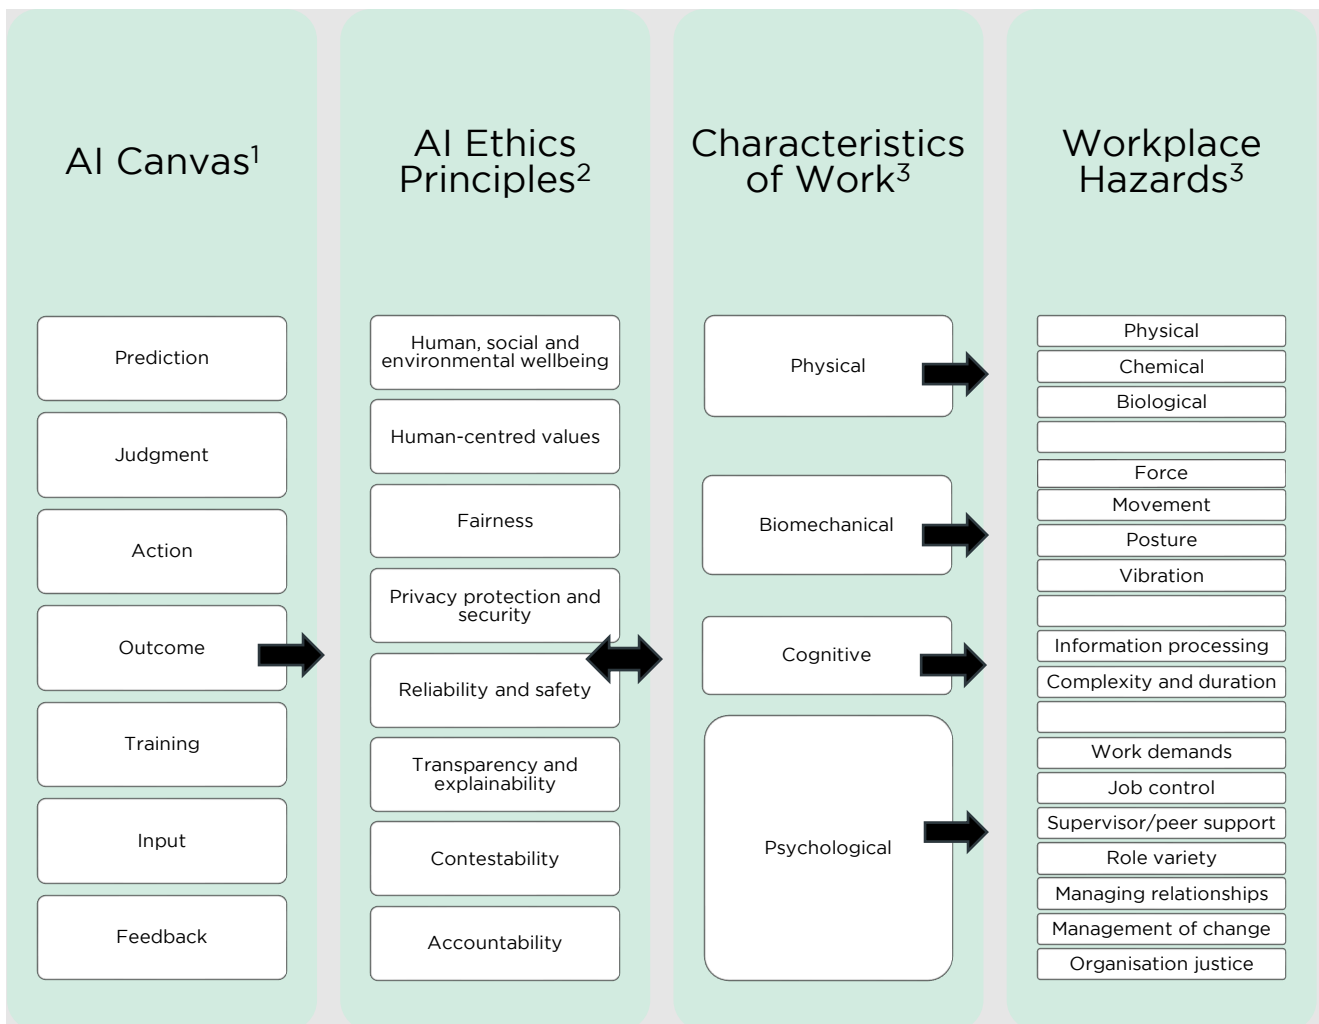 AI Canvas1
Prediction
Judgment
Action
Outcome
Training
Input
Feedback
AI Ethics
Principles2
Human, social and
environmental wellbeing
Human-centred values
Fairness
Privacy protection and
security
Reliability and safety
Transparency and
explainability
Contestability
Accountability
Characteristics
of Work3
Physical
Biomechanical
Cognitive
Psychological
Workplace
Hazards3
Physical
Chemical
Biological
Force
Movement
Posture
Vibration
Information processing
Complexity and duration
Work demands
Job control
Supervisor/peer support
Role variety
Managing relationships
Management of change
Organisation justice